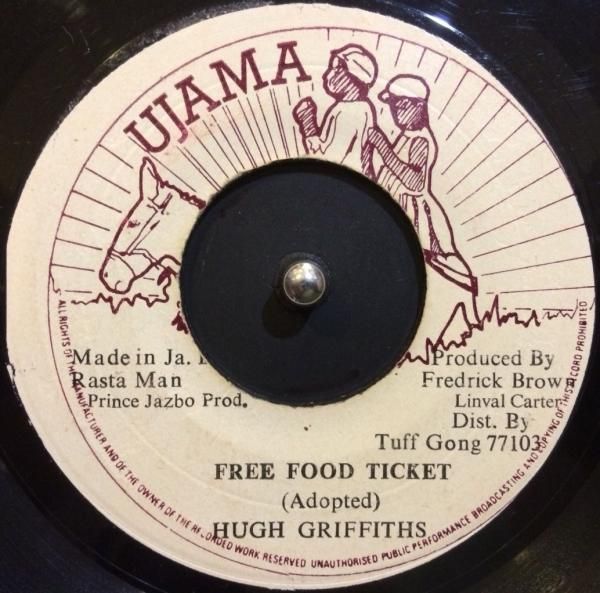 UJAMA
Made in Ja.
Rasta Man
Prince Jazbo Prod.
Produced By
Fredrick Brown
Linval Carter
Dist. By
Tuff Gong 77103
FREE FOOD TICKET
(Adopted)
HUGH GRIFFITHS
ALL RIGHTS OF THE MANUFACTURER AND OF THE OWNER OF THE RECORDED WORK RESERVED UNAUTHORISED PUBLIC PERFORMANCE BROADCASTING AND COPYING OF THIS RECORD PROHIBITED